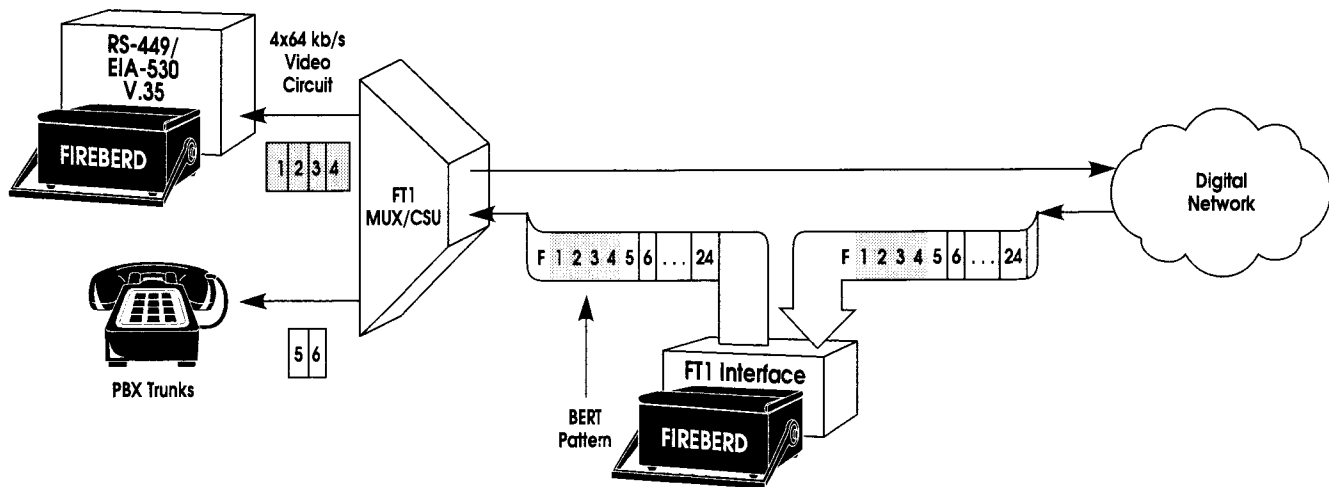 RS-449/
EIA-530
V.35
FIREBERD
4x64 kb/s
Video
Circuit
1 2 3 4
FT1
MUX/CSU
Digital
Network
F 1 2 3 4 5 6 ... 24
F 1 2 3 4 5 6 ... 24
PBX Trunks
5 6
BERT
Pattern
FT1 Interface
FIREBERD